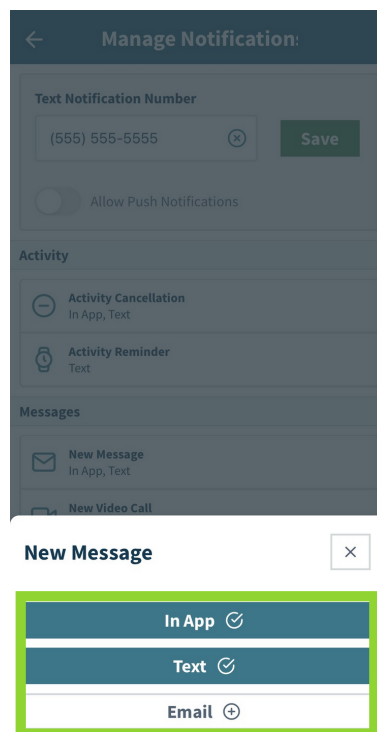 Manage Notification
Text Notification Number
(555) 555-5555
Save
Allow Push Notifications
Activity
Activity Cancellation
In App, Text
Activity Reminder
Text
Messages
New Message
In App, Text
New Video Call
New Message
In App
Text
Email